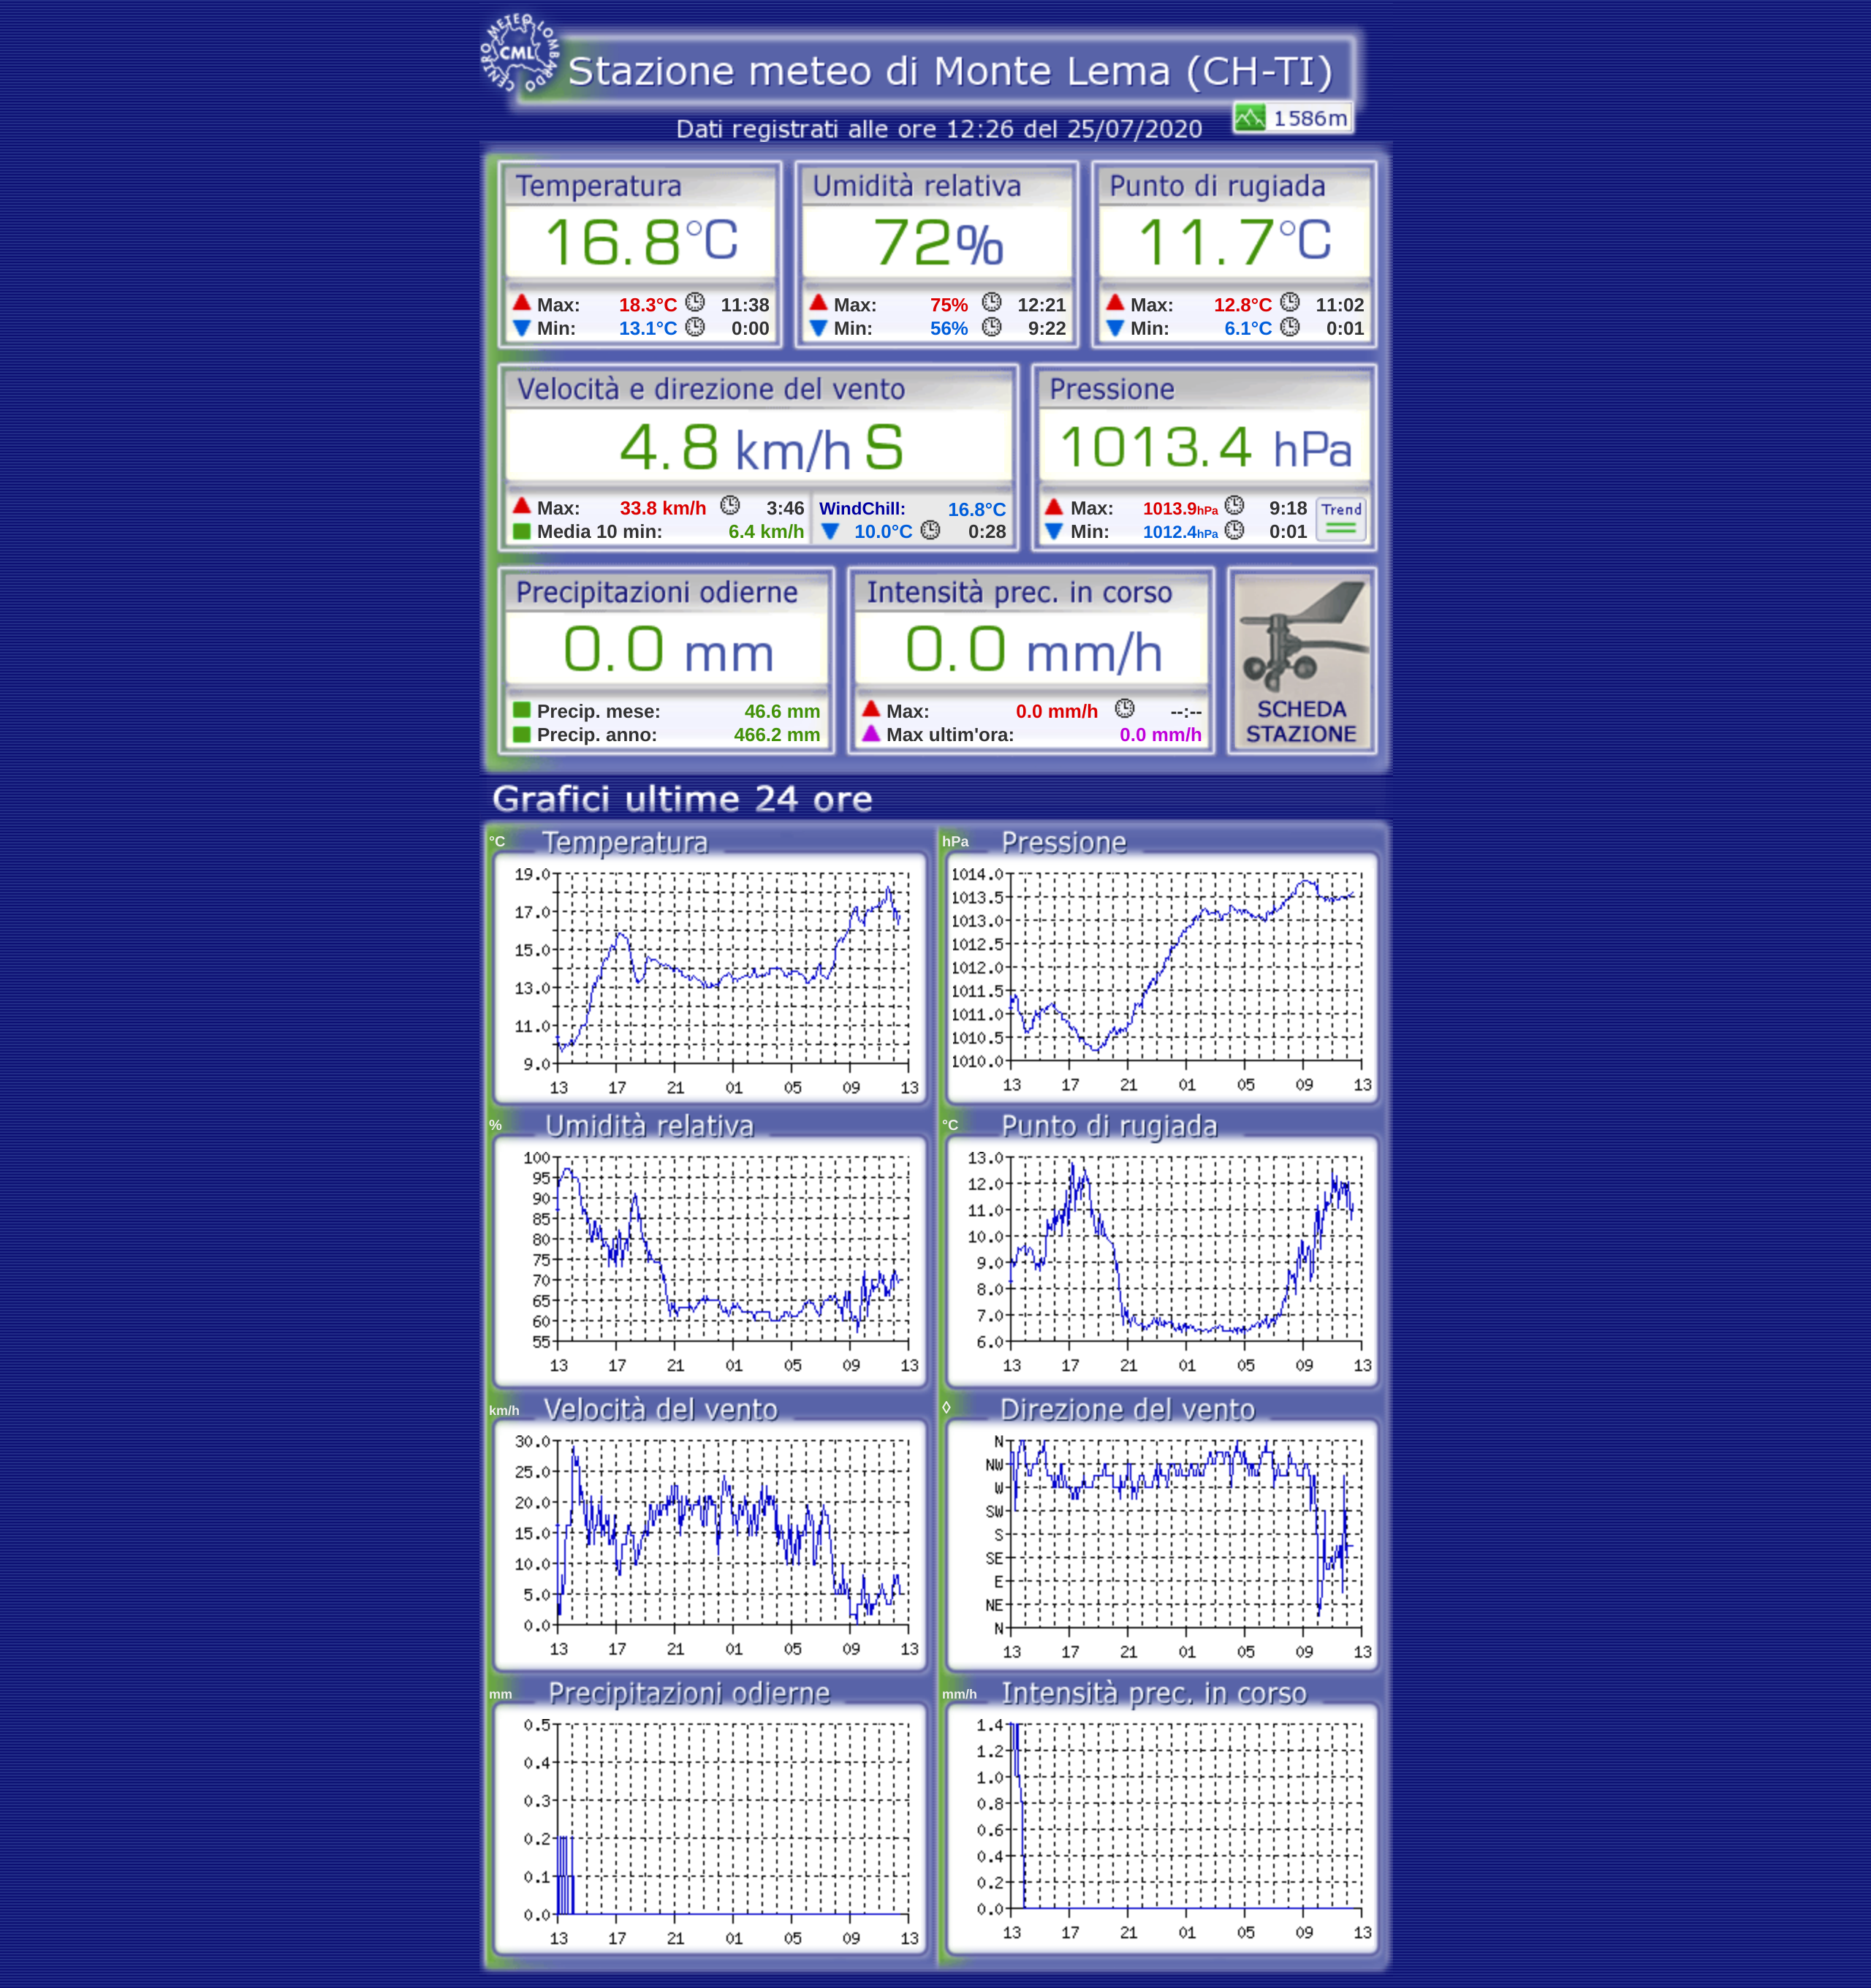 CENTRO METEO LOMBARDO
CML
Stazione meteo di Monte Lema (CH-TI)
1586m
Dati registrati alle ore 12:26 del 25/07/2020
Temperatura
16.8°C
Max: 18.3°C 11:38
Min: 13.1°C 0:00
Umidità relativa
72%
Max: 75% 12:21
Min: 56% 9:22
Punto di rugiada
11.7°C
Max: 12.8°C 11:02
Min: 6.1°C 0:01
Velocità e direzione del vento
4.8 km/h S
Max: 33.8 km/h 3:46
Media 10 min: 6.4 km/h
WindChill: 16.8°C
10.0°C 0:28
Pressione
1013.4 hPa
Max: 1013.9hPa 9:18
Min: 1012.4hPa 0:01
Trend
Precipitazioni odierne
0.0 mm
Precip. mese: 46.6 mm
Precip. anno: 466.2 mm
Intensità prec. in corso
0.0 mm/h
Max: 0.0 mm/h --:--
Max ultim'ora: 0.0 mm/h
SCHEDA
STAZIONE
Grafici ultime 24 ore
°C Temperatura
19.0
17.0
15.0
13.0
11.0
9.0
13 17 21 01 05 09 13
hPa Pressione
1014.0
1013.5
1013.0
1012.5
1012.0
1011.5
1011.0
1010.5
1010.0
13 17 21 01 05 09 13
% Umidità relativa
100
95
90
85
80
75
70
65
60
55
13 17 21 01 05 09 13
°C Punto di rugiada
13.0
12.0
11.0
10.0
9.0
8.0
7.0
6.0
13 17 21 01 05 09 13
km/h Velocità del vento
30.0
25.0
20.0
15.0
10.0
5.0
0.0
13 17 21 01 05 09 13
◊ Direzione del vento
N
NW
W
SW
S
SE
E
NE
N
13 17 21 01 05 09 13
mm Precipitazioni odierne
0.5
0.4
0.3
0.2
0.1
0.0
13 17 21 01 05 09 13
mm/h Intensità prec. in corso
1.4
1.2
1.0
0.8
0.6
0.4
0.2
0.0
13 17 21 01 05 09 13